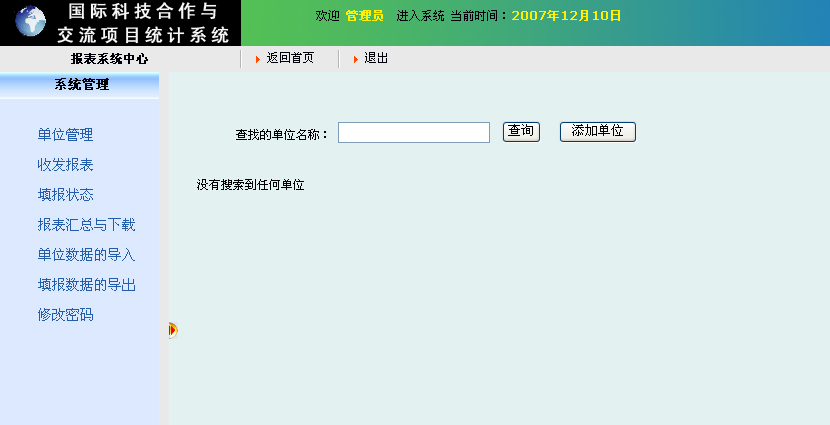 国际科技合作与
交流项目统计系统
欢迎 管理员 进入系统 当前时间：2007年12月10日
报表系统中心
返回首页
退出
系统管理
单位管理
收发报表
填报状态
报表汇总与下载
单位数据的导入
填报数据的导出
修改密码
查找的单位名称：
查询
添加单位
没有搜索到任何单位